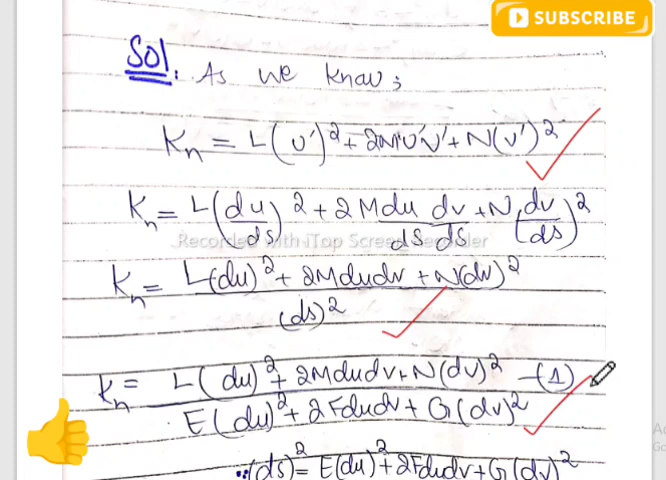 SUBSCRIBE
Sol. As we know;
Kn = L(u')² + 2Mu'v' + N(v')²
Kn = L(du/ds)² + 2M du/ds dv/ds + N(dv/ds)²
Recorded with iTop Screen Recorder
Kn = L(du)² + 2Mdudv + N(dv)² / (ds)²
Kn = L(du)² + 2Mdudv + N(dv)² / E(du)² + 2Fdudv + G(dv)² —(1)
∵ (ds)² = E(du)² + 2Fdudv + G(dv)²